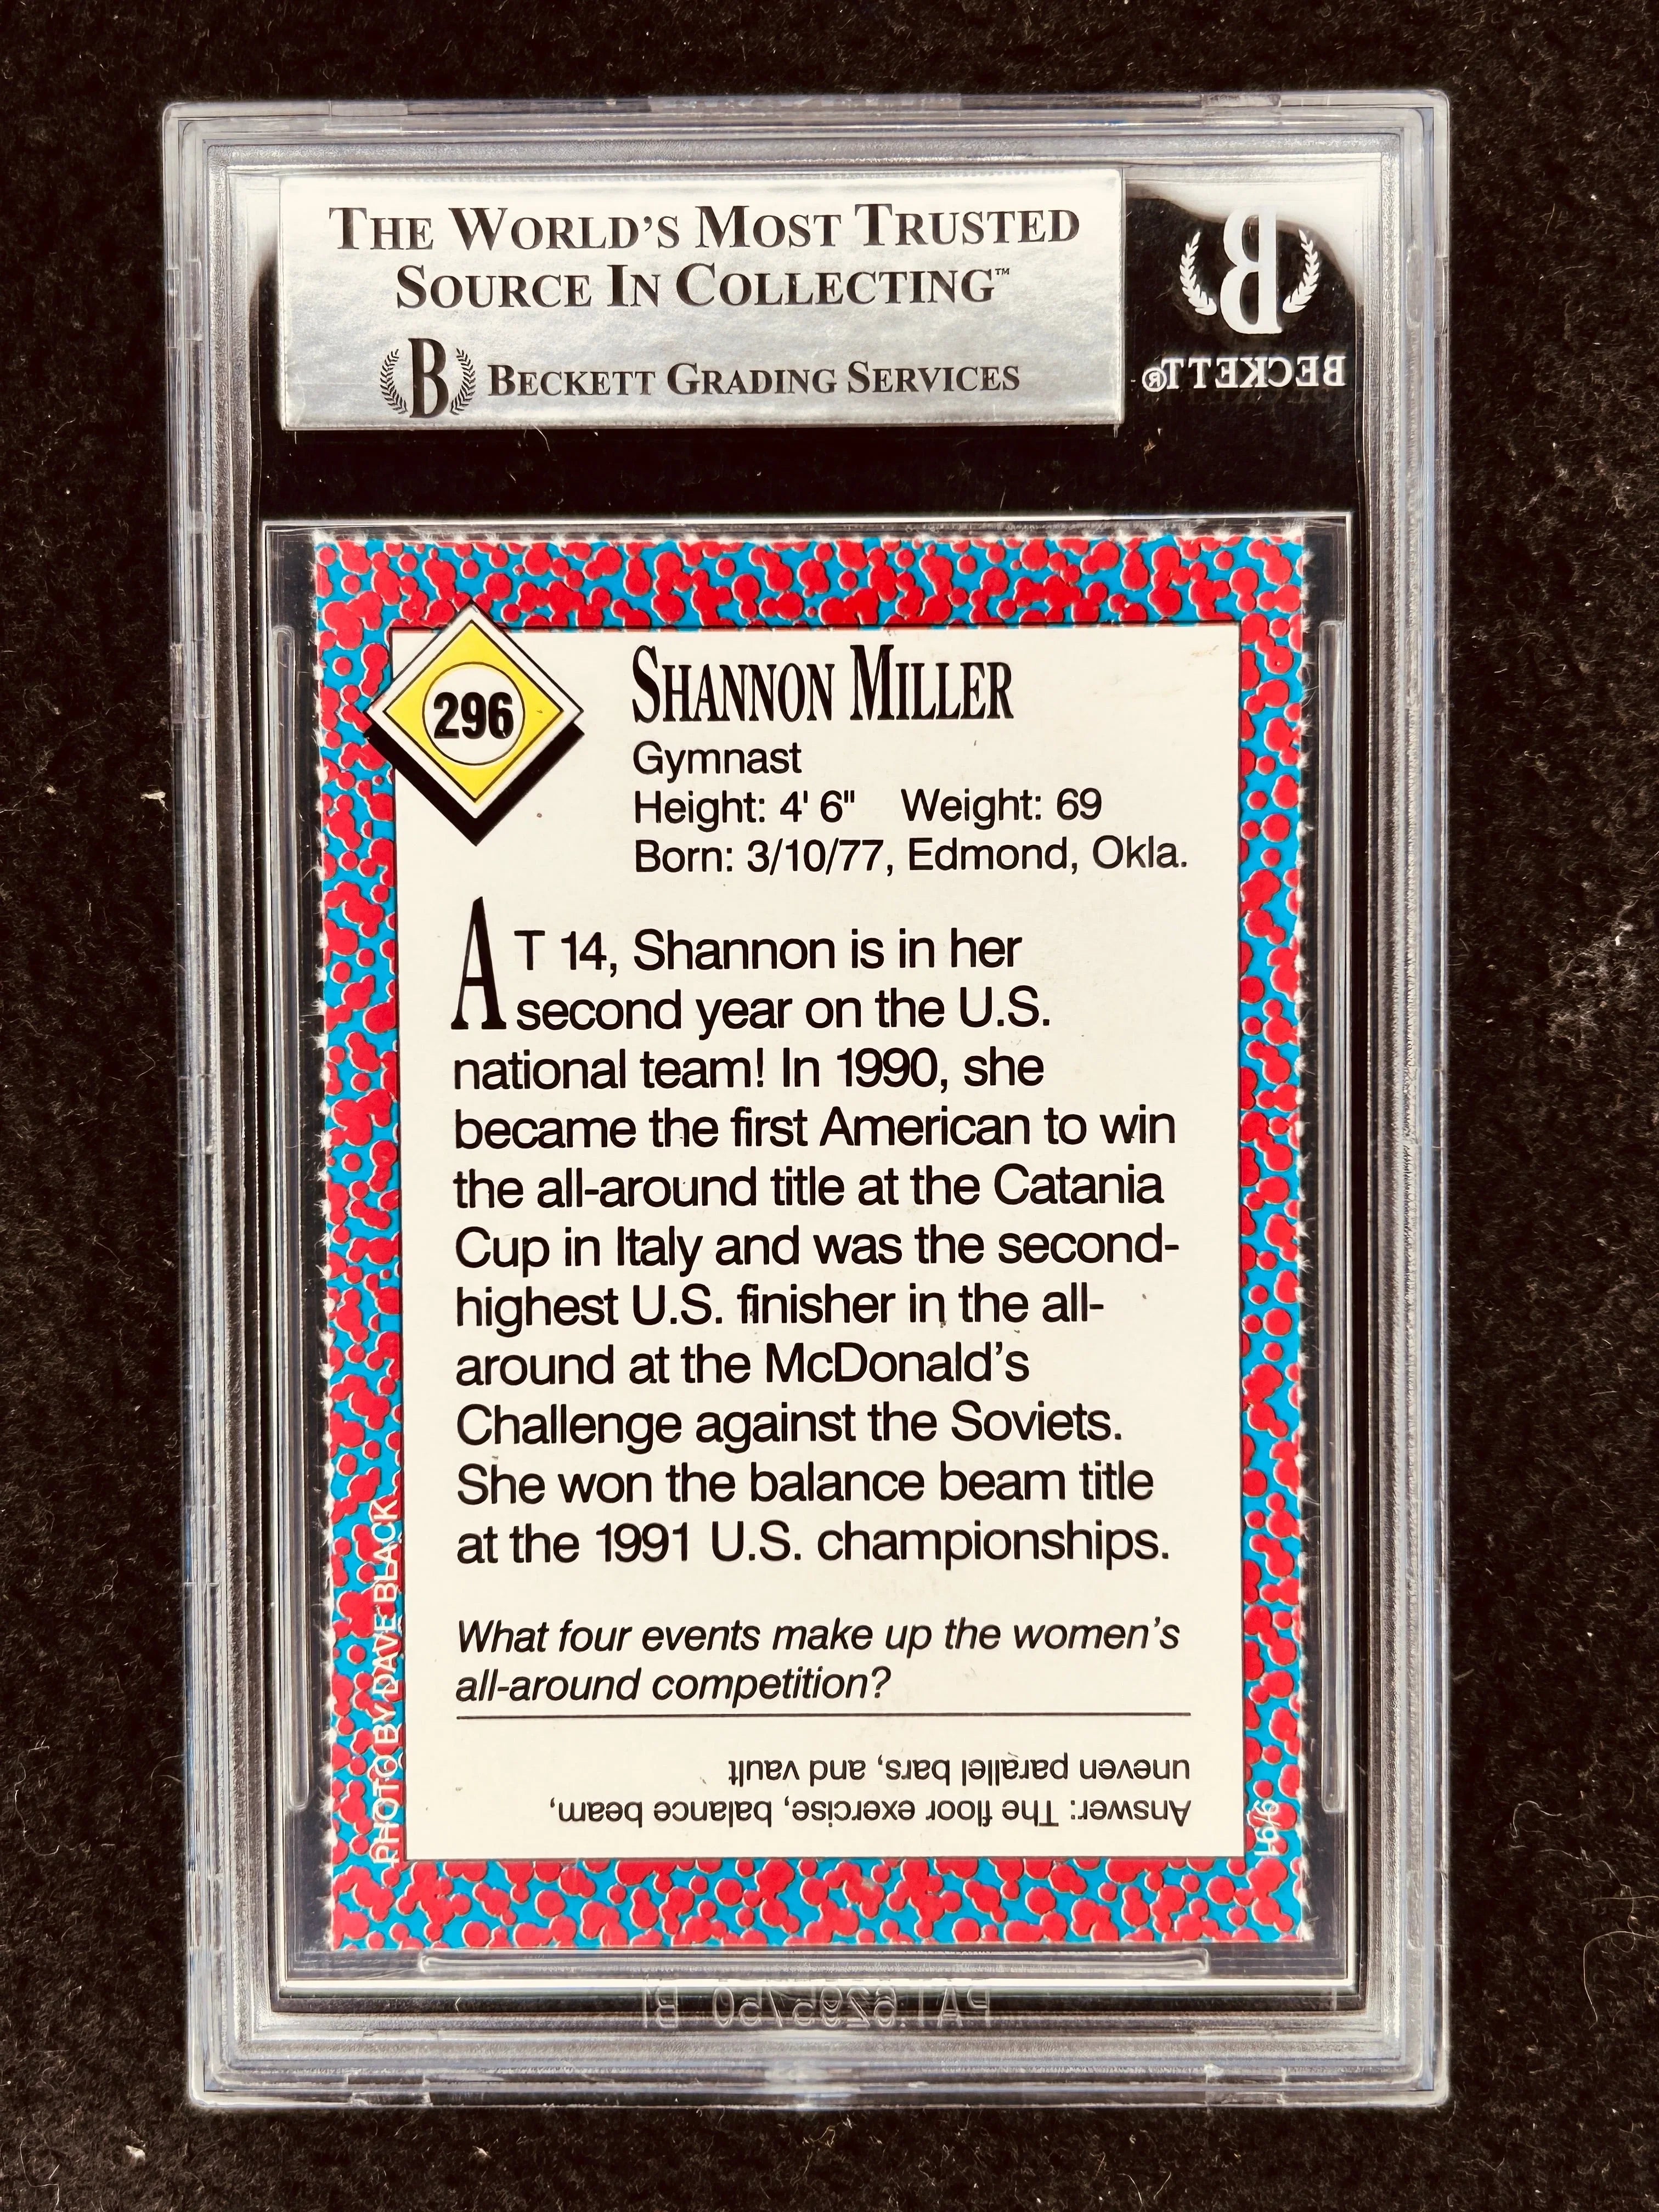 THE WORLD'S MOST TRUSTED
SOURCE IN COLLECTING™
B BECKETT GRADING SERVICES
B
BECKETT®
296
SHANNON MILLER
Gymnast
Height: 4' 6" Weight: 69
Born: 3/10/77, Edmond, Okla.
AT 14, Shannon is in her
second year on the U.S.
national team! In 1990, she
became the first American to win
the all-around title at the Catania
Cup in Italy and was the second-
highest U.S. finisher in the all-
around at the McDonald's
Challenge against the Soviets.
She won the balance beam title
at the 1991 U.S. championships.
What four events make up the women's
all-around competition?
Answer: The floor exercise, balance beam,
uneven parallel bars, and vault
PHOTO BY DAVE BLACK
9/91